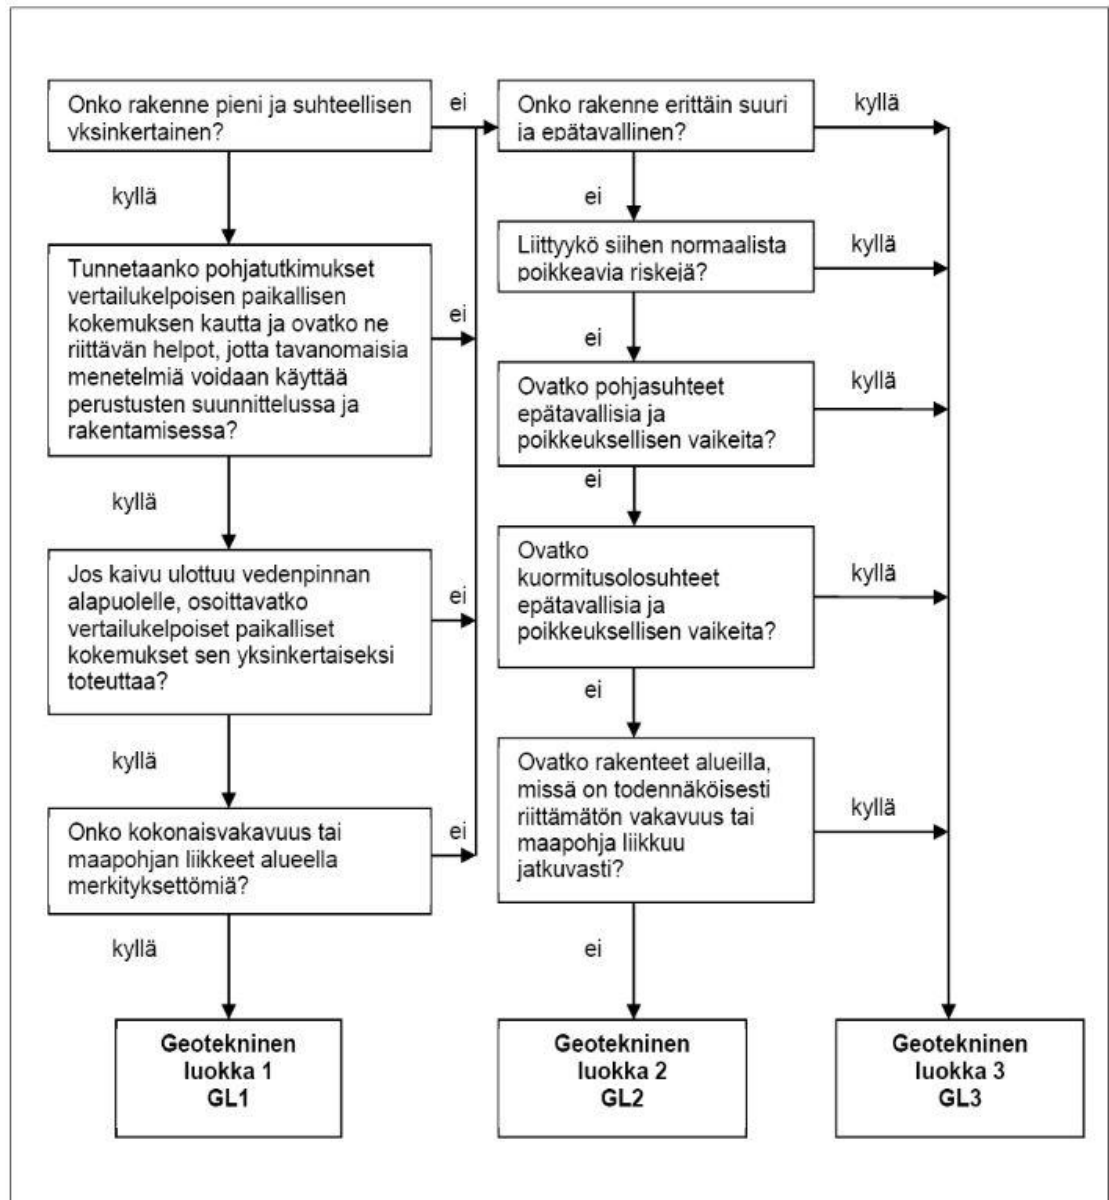 Onko rakenne pieni ja suhteellisen
yksinkertainen?
ei
kyllä
Tunnetaanko pohjatutkimukset
vertailukelpoisen paikallisen
kokemuksen kautta ja ovatko ne
riittävän helpot, jotta tavanomaisia
menetelmiä voidaan käyttää
perustusten suunnittelussa ja
rakentamisessa?
ei
kyllä
Jos kaivu ulottuu vedenpinnan
alapuolelle, osoittavatko
vertailukelpoiset paikalliset
kokemukset sen yksinkertaiseksi
toteuttaa?
ei
kyllä
Onko kokonaisvakavuus tai
maapohjan liikkeet alueella
merkityksettömiä?
ei
kyllä
Geotekninen
luokka 1
GL1
Onko rakenne erittäin suuri
ja epätavallinen?
kyllä
ei
Liittyykö siihen normaalista
poikkeavia riskejä?
kyllä
ei
Ovatko pohjasuhteet
epätavallisia ja
poikkeuksellisen vaikeita?
kyllä
ei
Ovatko
kuormitusolosuhteet
epätavallisia ja
poikkeuksellisen vaikeita?
kyllä
ei
Ovatko rakenteet alueilla,
missä on todennäköisesti
riittämätön vakavuus tai
maapohja liikkuu
jatkuvasti?
kyllä
ei
Geotekninen
luokka 2
GL2
Geotekninen
luokka 3
GL3